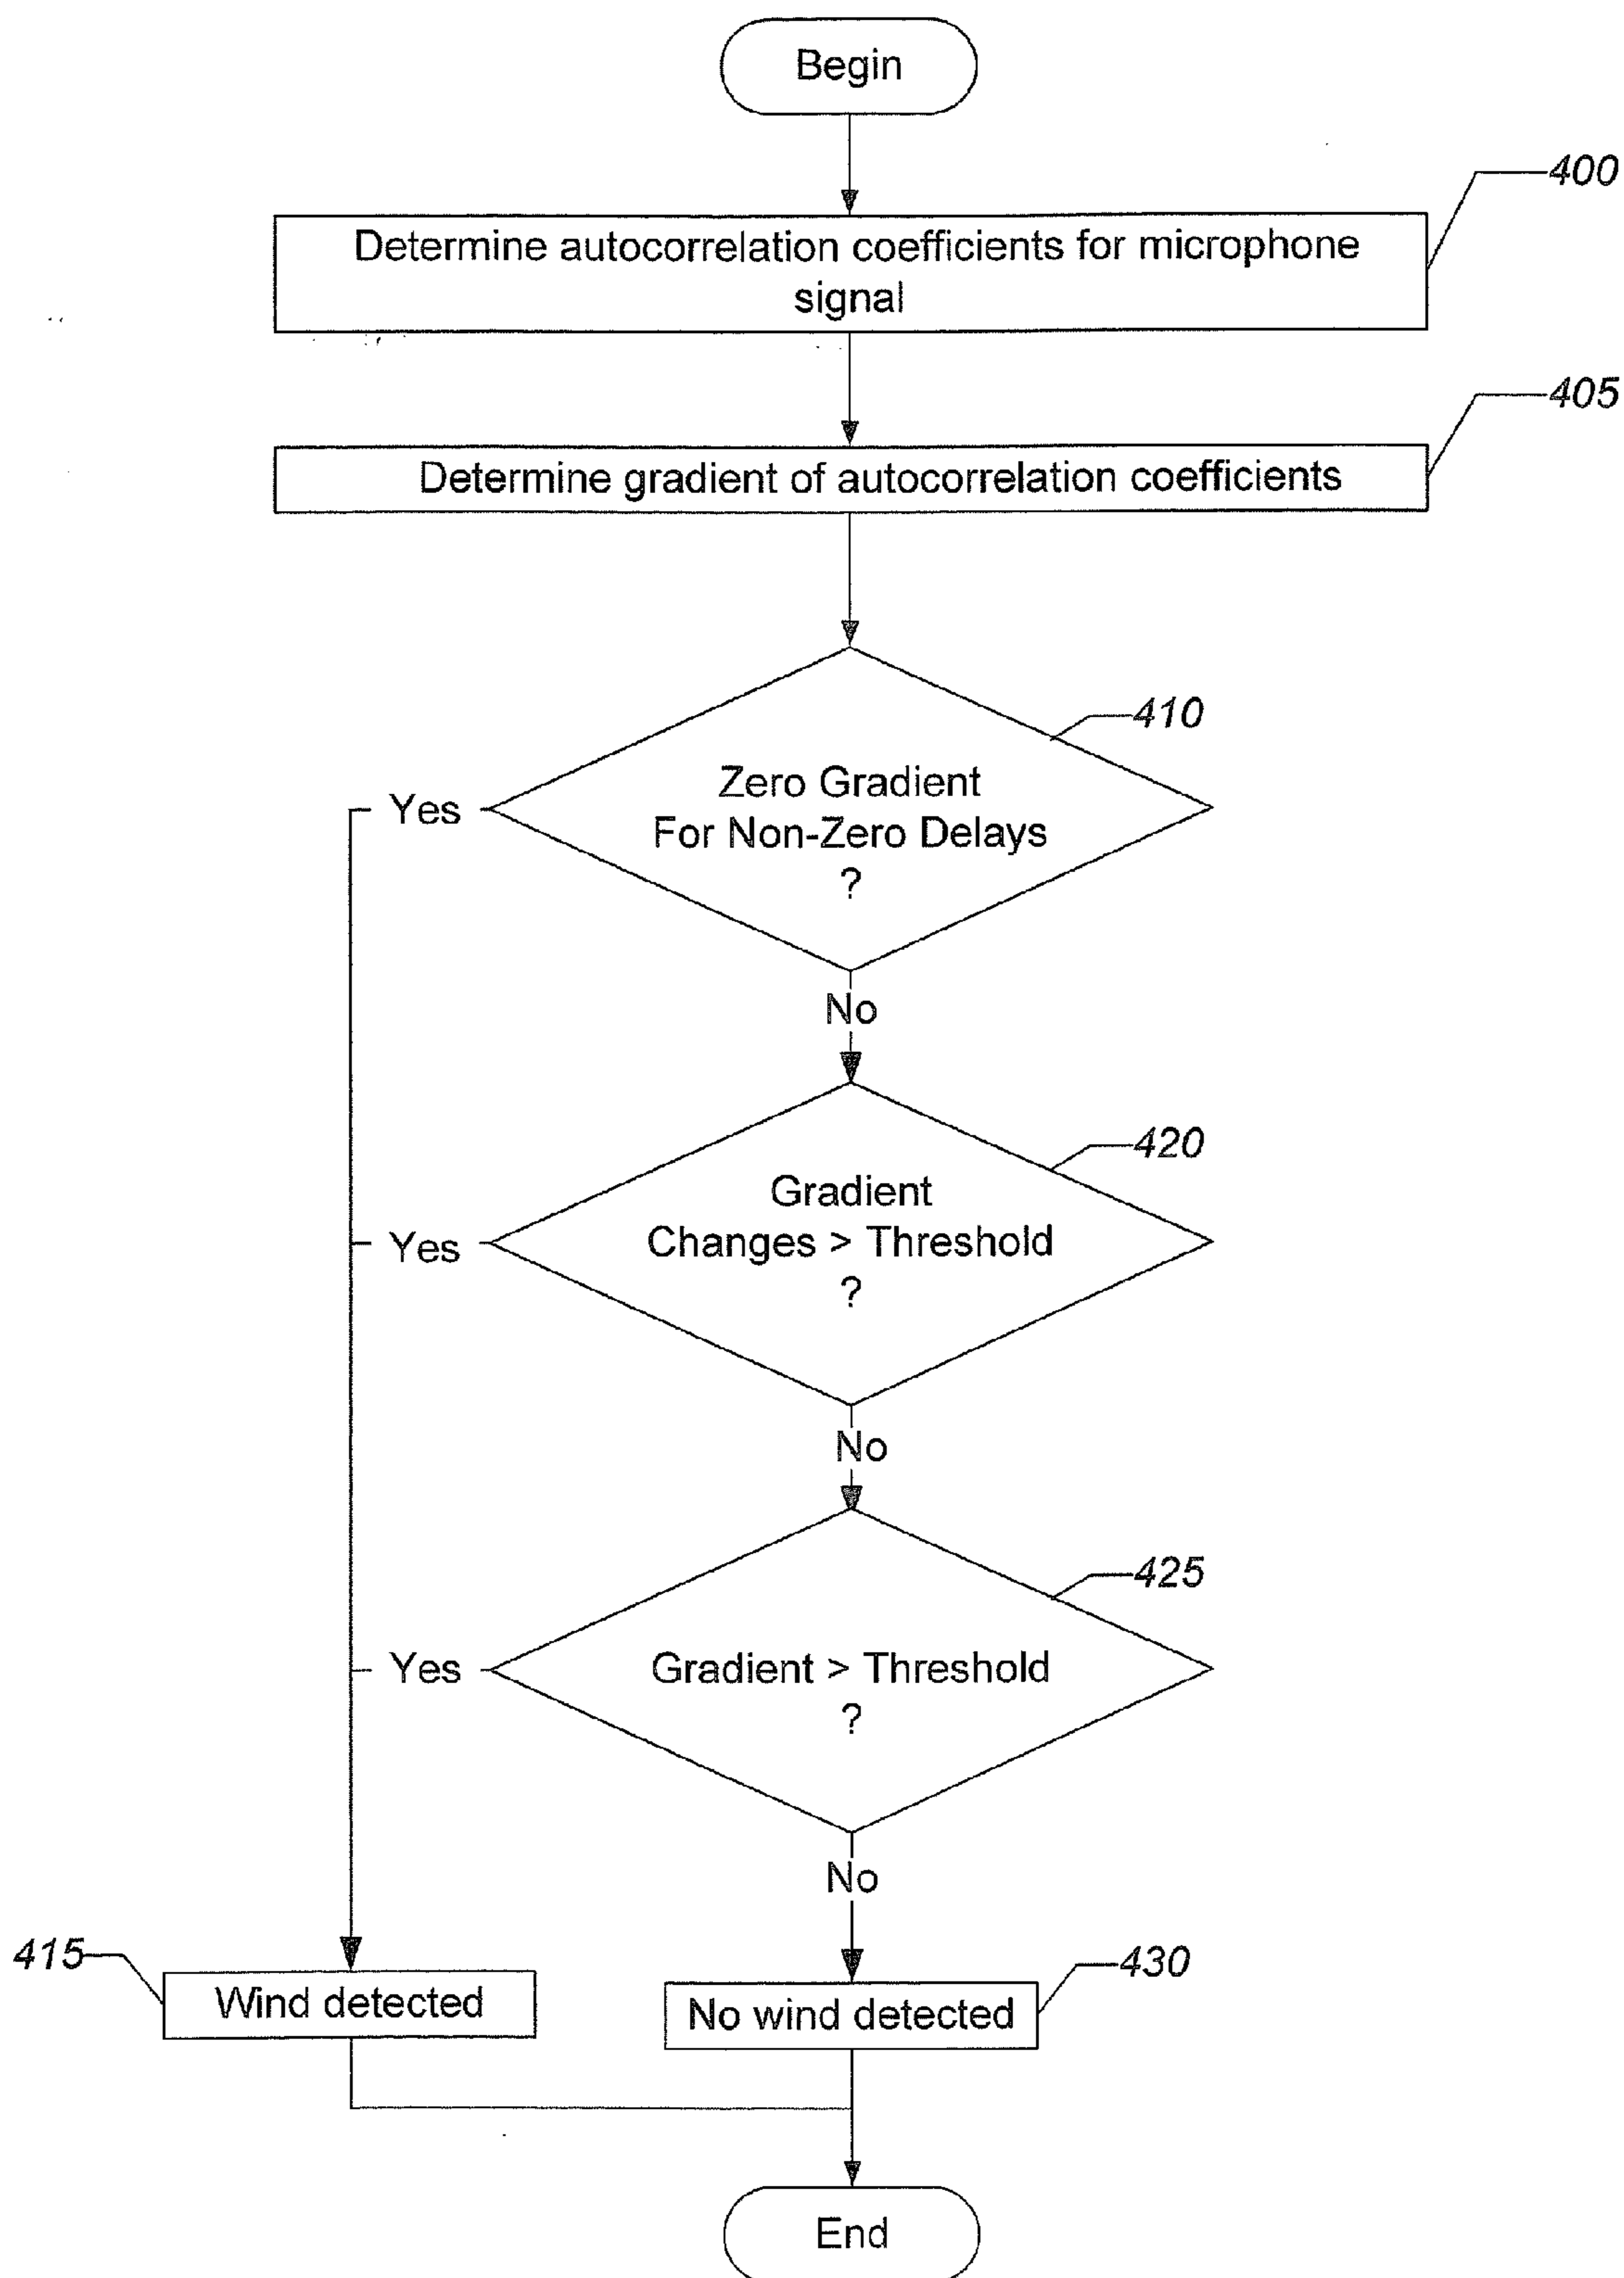 Begin
400
Determine autocorrelation coefficients for microphone
signal
405
Determine gradient of autocorrelation coefficients
410
Zero Gradient
For Non-Zero Delays
?
Yes
No
420
Gradient
Changes > Threshold
?
Yes
No
425
Gradient > Threshold
?
Yes
No
415
Wind detected
430
No wind detected
End